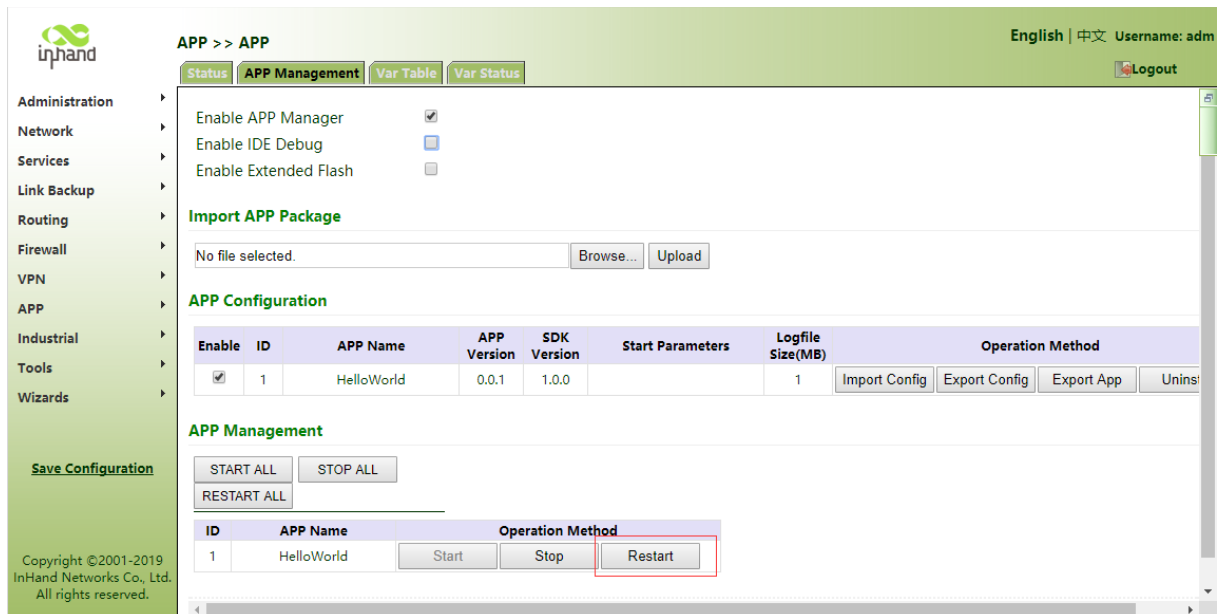 inhand
APP >> APP
English | 中文 Username: adm
Status APP Management Var Table Var Status
Logout
Administration
Network
Services
Link Backup
Routing
Firewall
VPN
APP
Industrial
Tools
Wizards
Save Configuration
Copyright ©2001-2019
InHand Networks Co., Ltd.
All rights reserved.
Enable APP Manager
Enable IDE Debug
Enable Extended Flash
Import APP Package
No file selected. Browse... Upload
APP Configuration
Enable ID APP Name APP Version SDK Version Start Parameters Logfile Size(MB) Operation Method
1 HelloWorld 0.0.1 1.0.0 1 Import Config Export Config Export App Uninst
APP Management
START ALL STOP ALL
RESTART ALL
ID APP Name Operation Method
1 HelloWorld Start Stop Restart